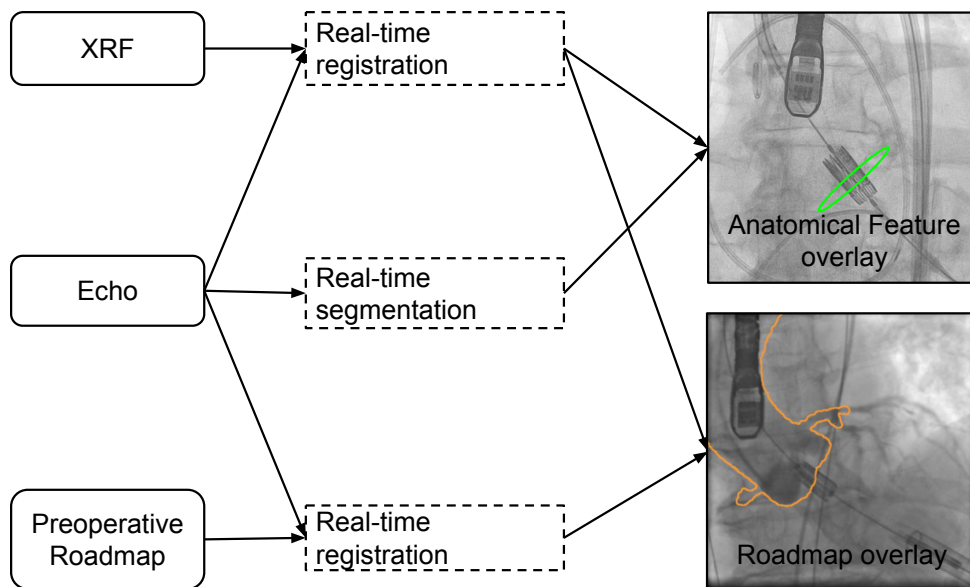 XRF
Real-time
registration
Anatomical Feature
overlay
Echo
Real-time
segmentation
Preoperative
Roadmap
Real-time
registration
Roadmap overlay